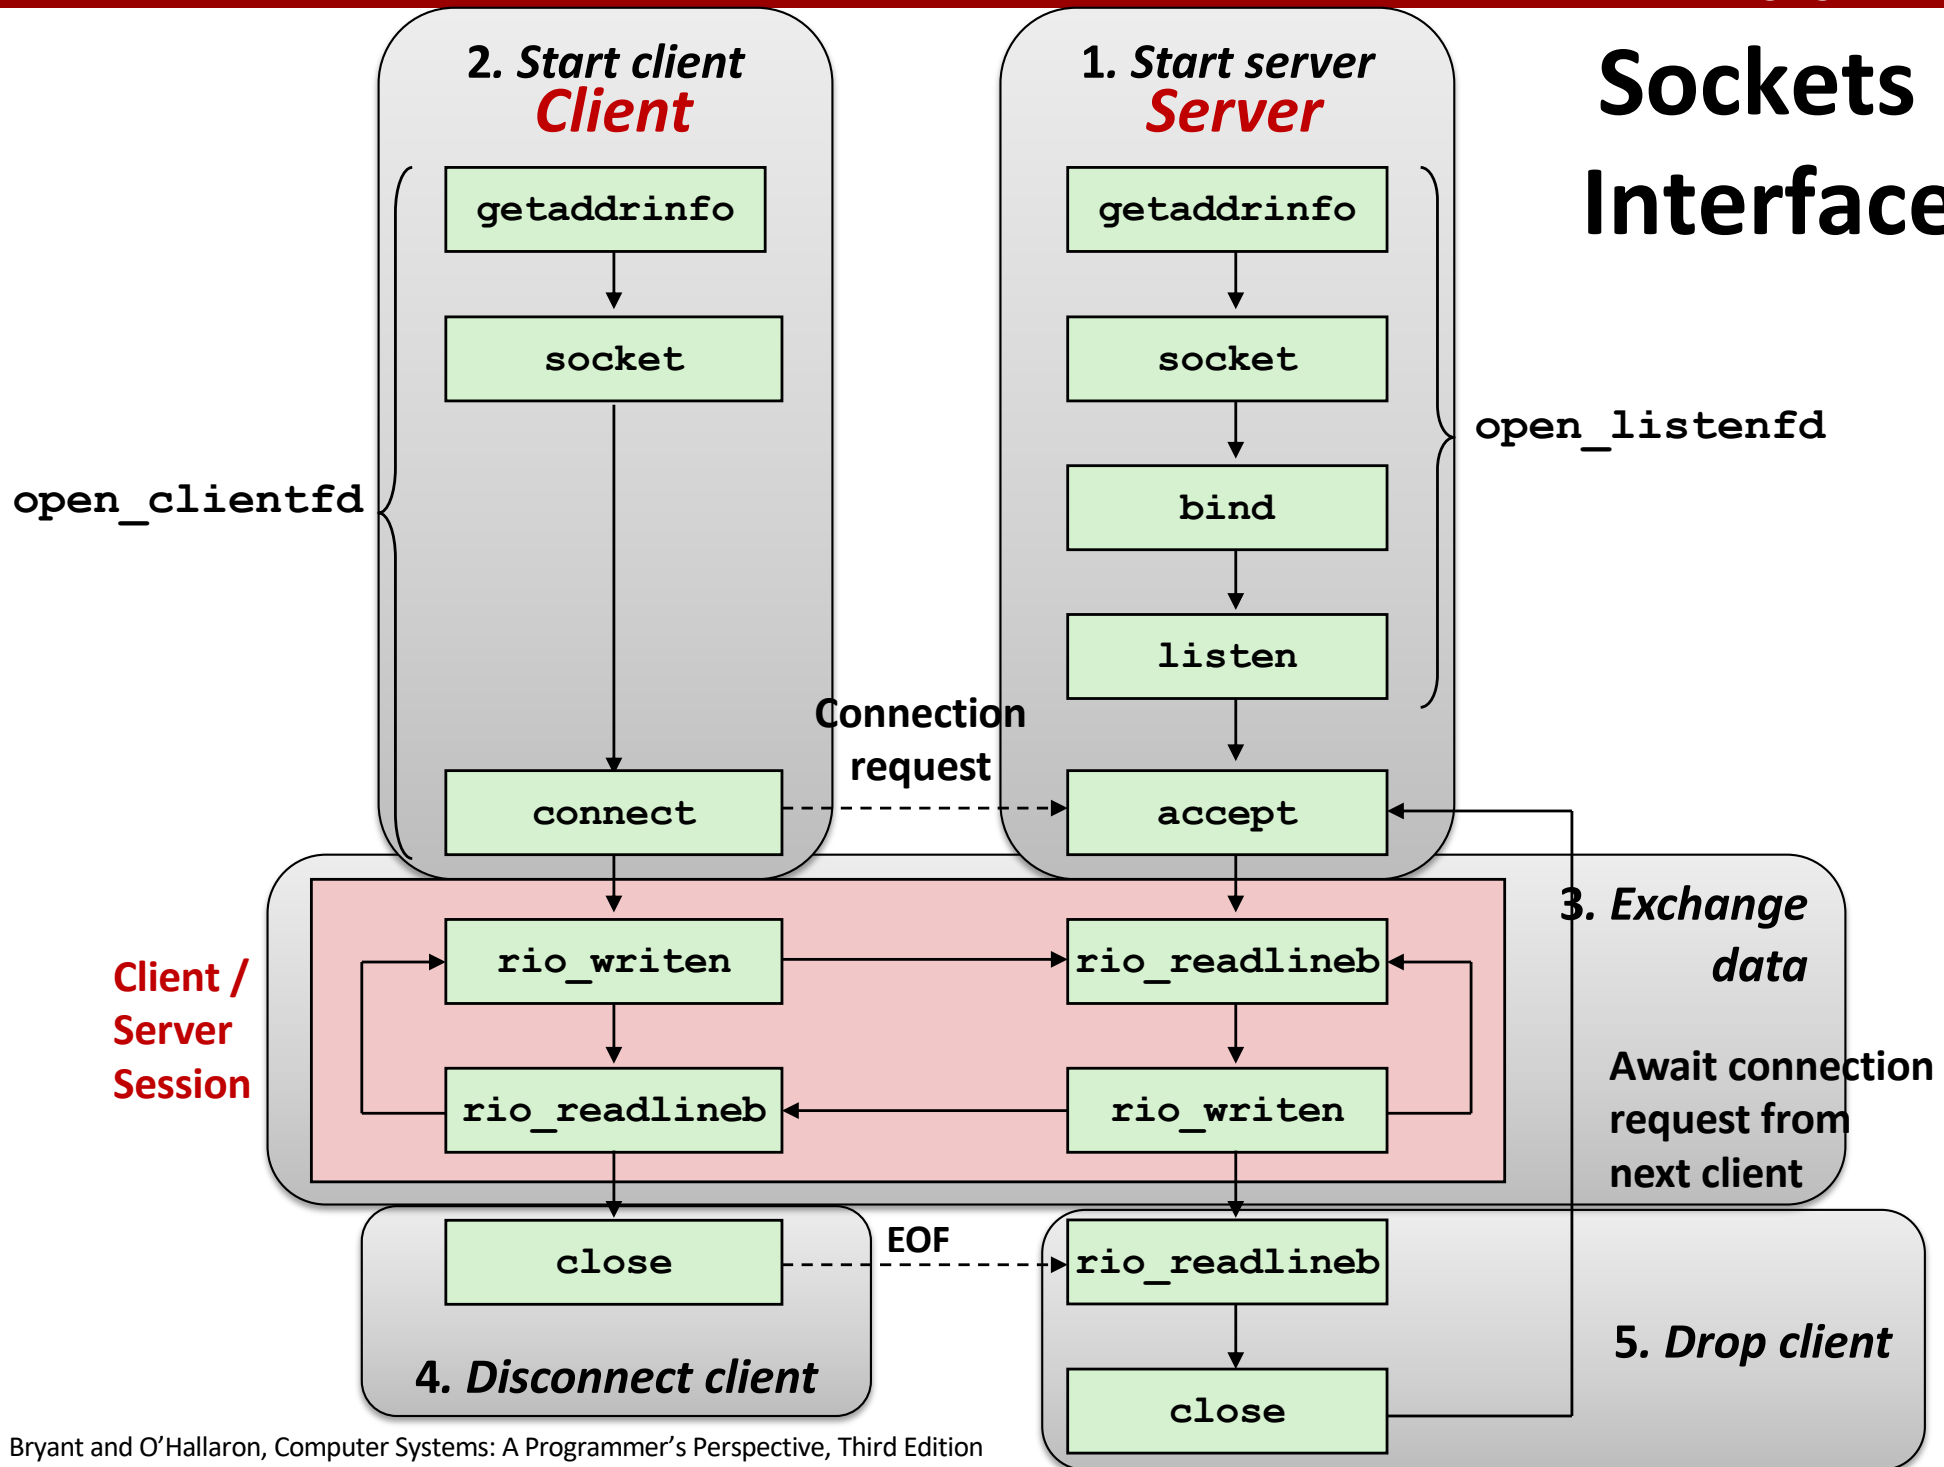 2. Start client
Client
1. Start server
Server
Sockets
Interface
getaddrinfo
getaddrinfo
socket
socket
open_listenfd
open_clientfd
bind
listen
Connection
request
connect
accept
3. Exchange
data
Client /
Server
Session
rio_writen
rio_readlineb
Await connection
request from
next client
rio_readlineb
rio_writen
close
EOF
rio_readlineb
4. Disconnect client
5. Drop client
close
Bryant and O’Hallaron, Computer Systems: A Programmer’s Perspective, Third Edition